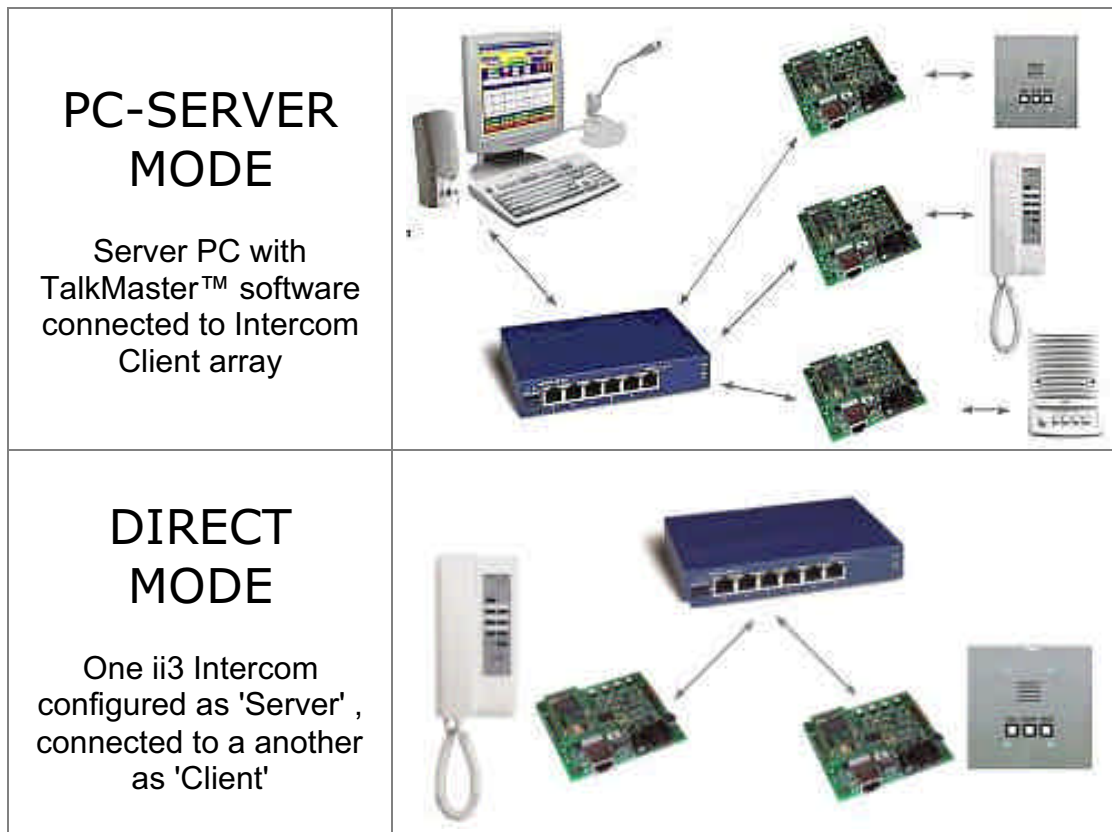 PC-SERVER
MODE
Server PC with
TalkMaster™ software
connected to Intercom
Client array
DIRECT
MODE
One ii3 Intercom
configured as 'Server' ,
connected to a another
as 'Client'